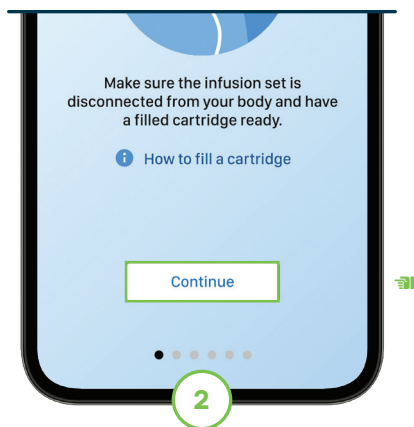 Make sure the infusion set is
disconnected from your body and have
a filled cartridge ready.
How to fill a cartridge
Continue
2